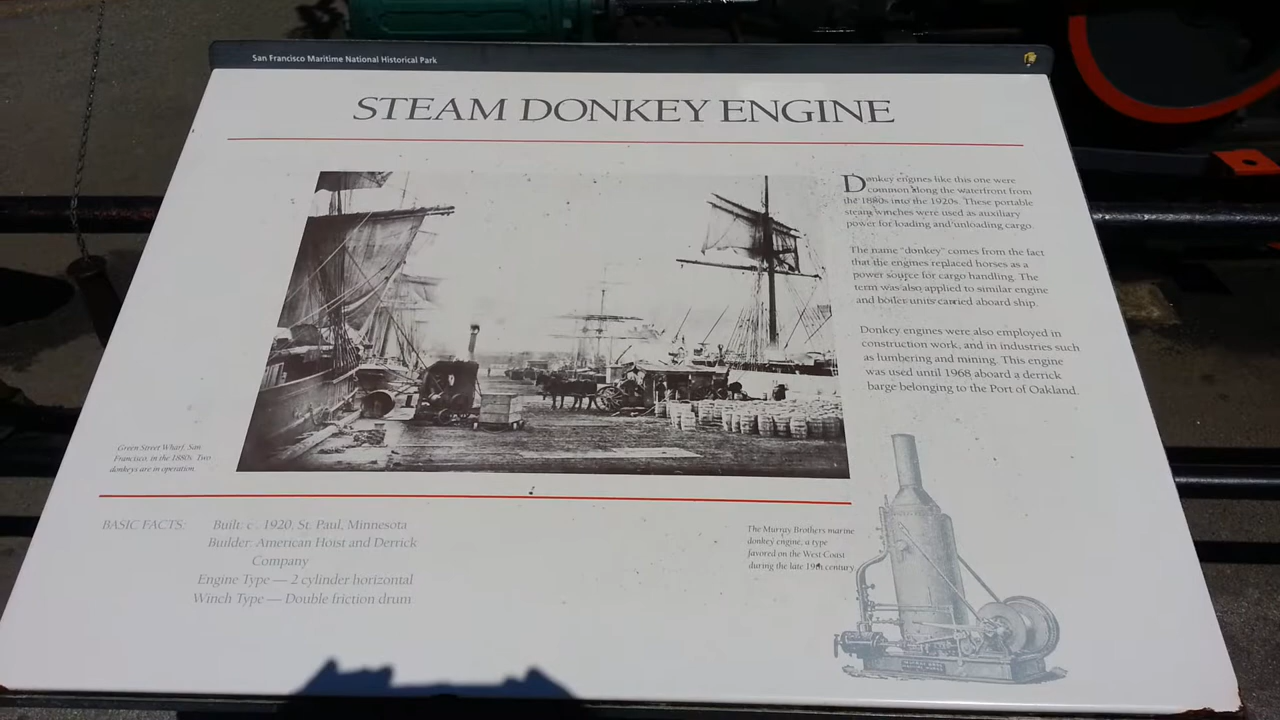 San Francisco Maritime National Historical Park
STEAM DONKEY ENGINE
Donkey engines like this one were
common along the waterfront from
the 1880s into the 1920s. These portable
steam winches were used as auxiliary
power for loading and unloading cargo.
The name "donkey" comes from the fact
that the engines replaced horses as a
power source for cargo handling. The
term was also applied to similar engine
and boiler units carried aboard ship.
Donkey engines were also employed in
construction work, and in industries such
as lumbering and mining. This engine
was used until 1968 aboard a derrick
barge belonging to the Port of Oakland.
Green Street Wharf, San
Francisco, in the 1880s. Two
donkeys are in operation.
BASIC FACTS: Built: c. 1920, St. Paul, Minnesota
Builder: American Hoist and Derrick
Company
Engine Type — 2 cylinder horizontal
Winch Type — Double friction drum
The Murray Brothers marine
donkey engine, a type
favored on the West Coast
during the late 19th century.